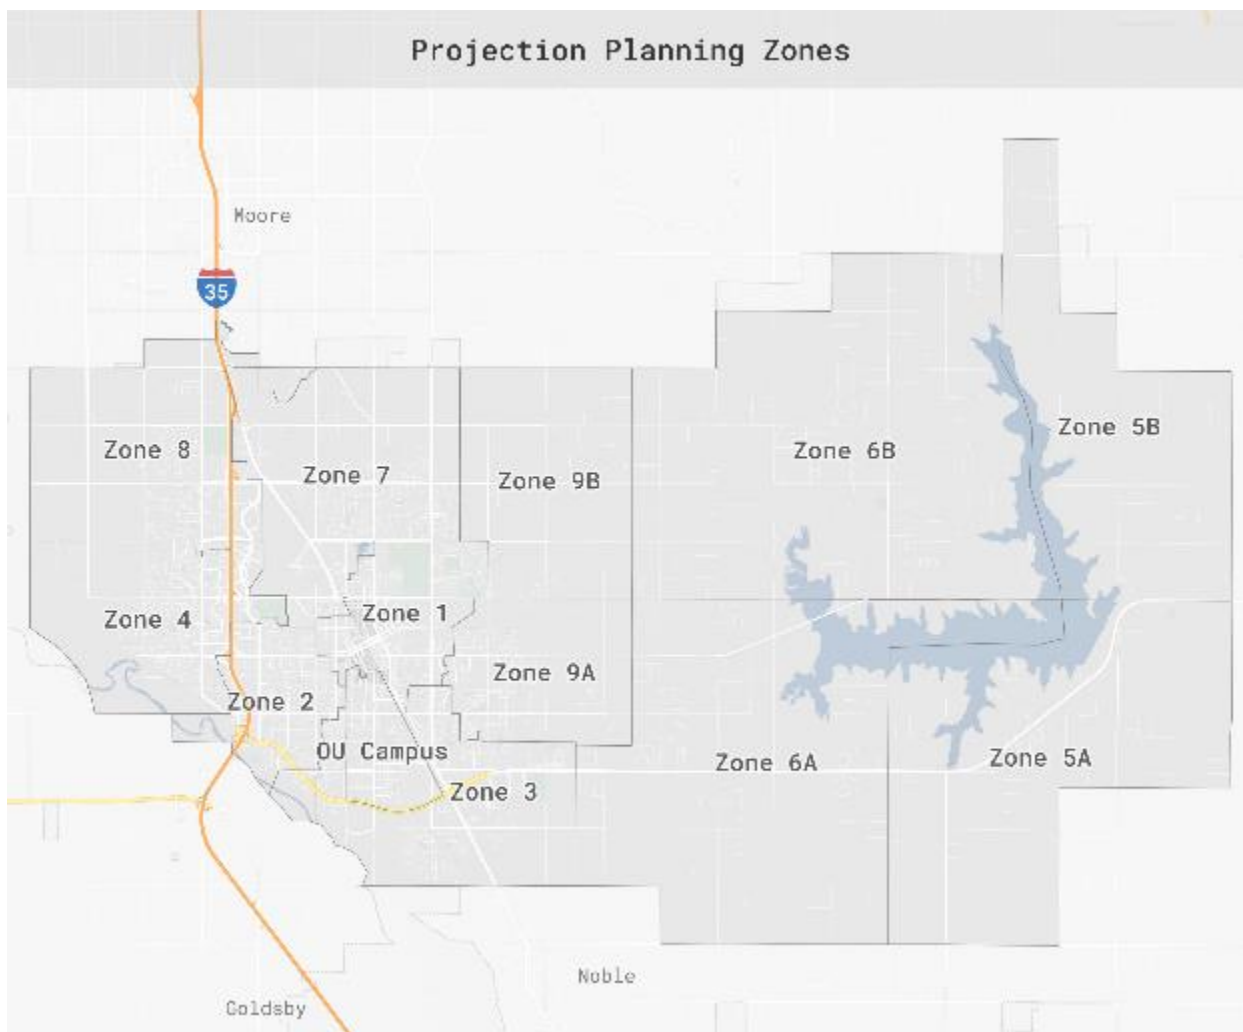 Projection Planning Zones
Moore
35
Zone 5B
Zone 8
Zone 6B
Zone 7
Zone 9B
Zone 4
Zone 1
Zone 9A
Zone 2
OU Campus
Zone 6A
Zone 5A
Zone 3
Noble
Goldsby